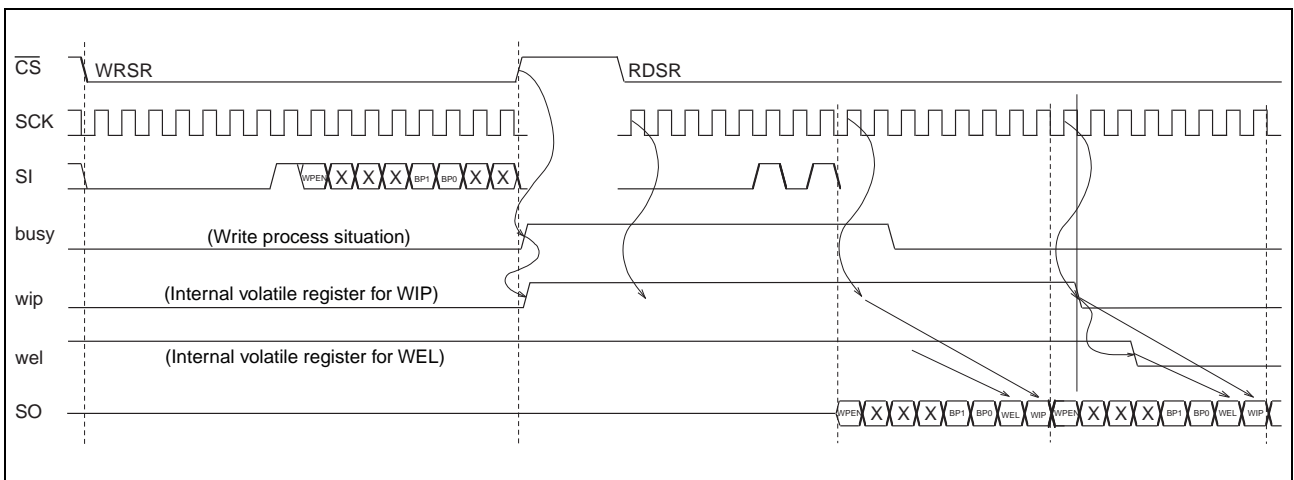 CS WRSR RDSR
SCK
SI WPEN X X X BP1 BP0 X X
busy (Write process situation)
wip (Internal volatile register for WIP)
wel (Internal volatile register for WEL)
SO WPEN X X X BP1 BP0 WEL WIP WPEN X X X BP1 BP0 WEL WIP